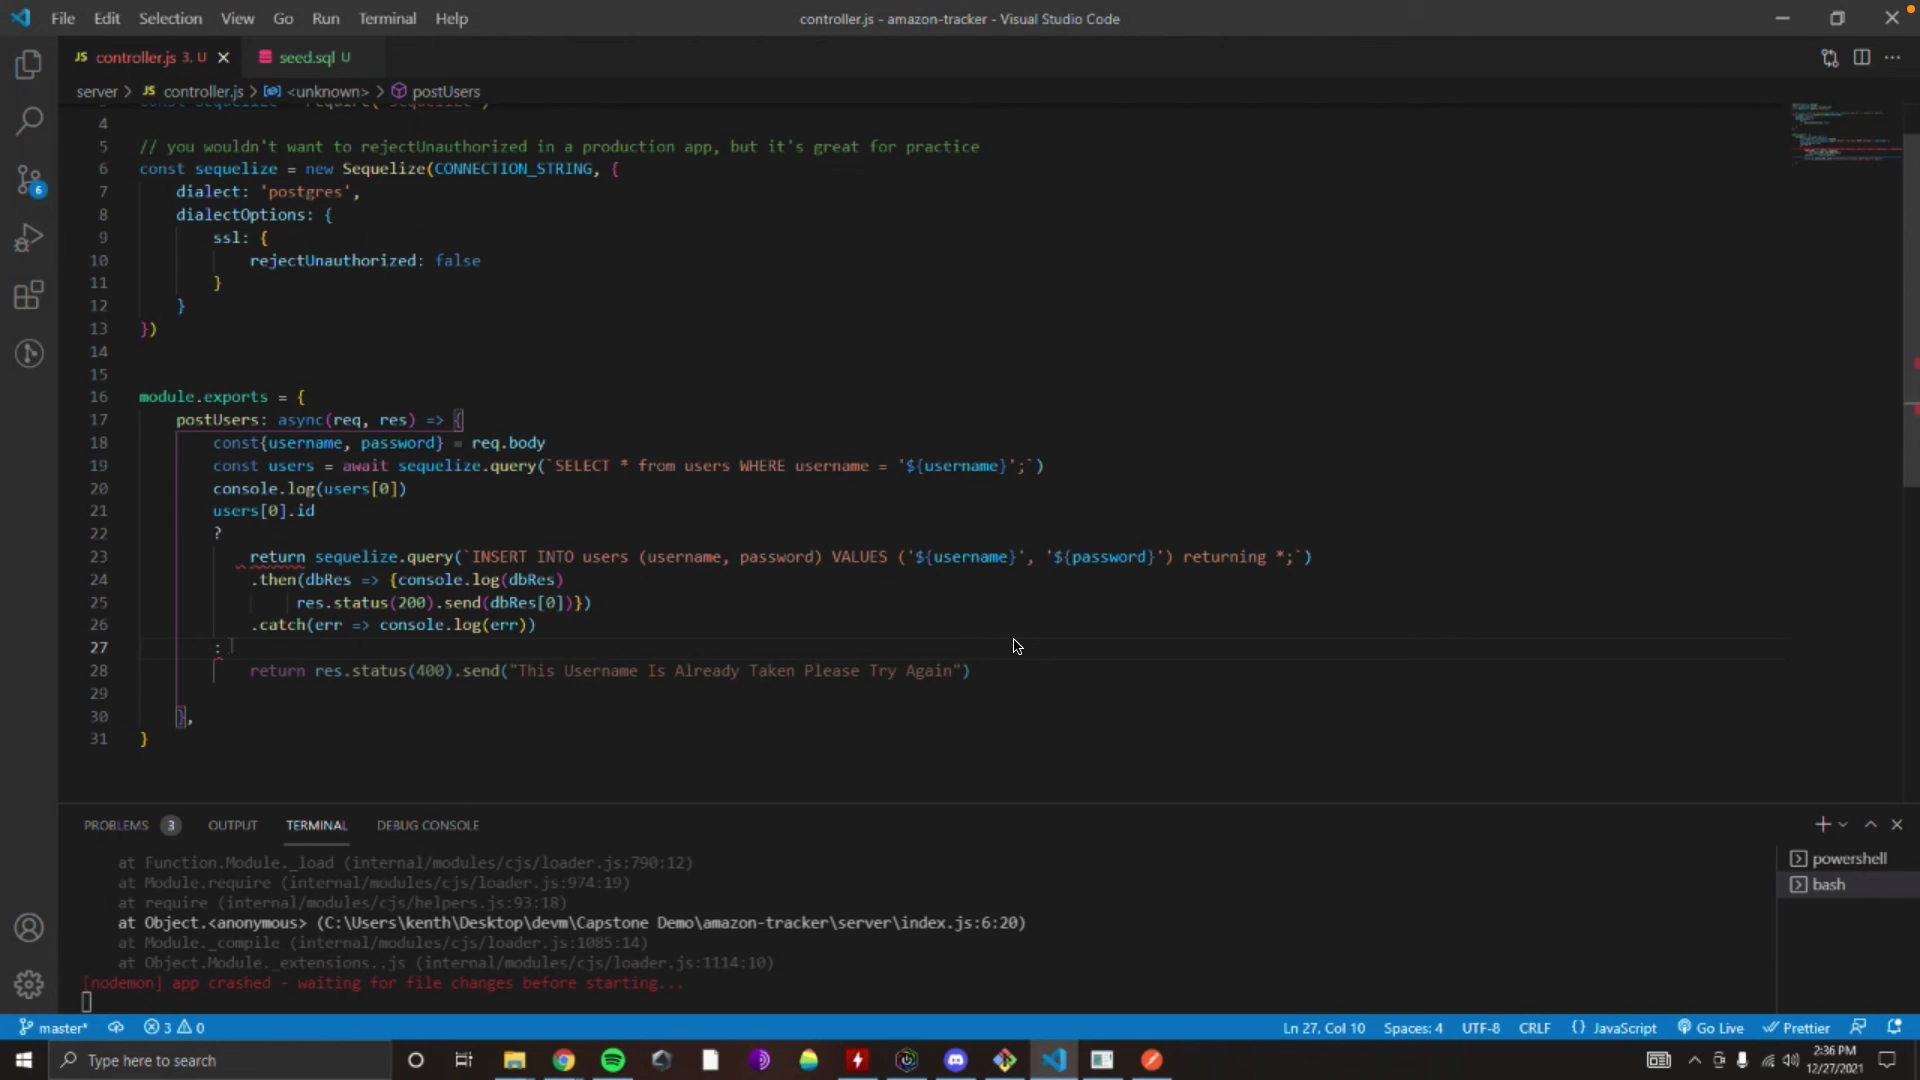 File Edit Selection View Go Run Terminal Help
controller.js - amazon-tracker - Visual Studio Code
JS controller.js 3, U
seed.sql U
server > JS controller.js > <unknown> > postUsers
4
5 // you wouldn't want to rejectUnauthorized in a production app, but it's great for practice
6 const sequelize = new Sequelize(CONNECTION_STRING, {
7 dialect: 'postgres',
8 dialectOptions: {
9 ssl: {
10 rejectUnauthorized: false
11 }
12 }
13 })
14
15
16 module.exports = {
17 postUsers: async(req, res) => {
18 const{username, password} = req.body
19 const users = await sequelize.query(`SELECT * from users WHERE username = '${username}';`)
20 console.log(users[0])
21 users[0].id
22 ?
23 return sequelize.query(`INSERT INTO users (username, password) VALUES ('${username}', '${password}') returning *;`)
24 .then(dbRes => {console.log(dbRes)
25 res.status(200).send(dbRes[0])})
26 .catch(err => console.log(err))
27 :
28 return res.status(400).send("This Username Is Already Taken Please Try Again")
29
30 },
31 }
6
PROBLEMS 3 OUTPUT TERMINAL DEBUG CONSOLE
at Function.Module._load (internal/modules/cjs/loader.js:790:12)
at Module.require (internal/modules/cjs/loader.js:974:19)
at require (internal/modules/cjs/helpers.js:93:18)
at Object.<anonymous> (C:\Users\kenth\Desktop\devm\Capstone Demo\amazon-tracker\server\index.js:6:20)
at Module._compile (internal/modules/cjs/loader.js:1085:14)
at Object.Module._extensions..js (internal/modules/cjs/loader.js:1114:10)
[nodemon] app crashed - waiting for file changes before starting...
powershell
bash
master* 3 0
Ln 27, Col 10 Spaces: 4 UTF-8 CRLF {} JavaScript Go Live Prettier
Type here to search
2:36 PM
12/27/2021